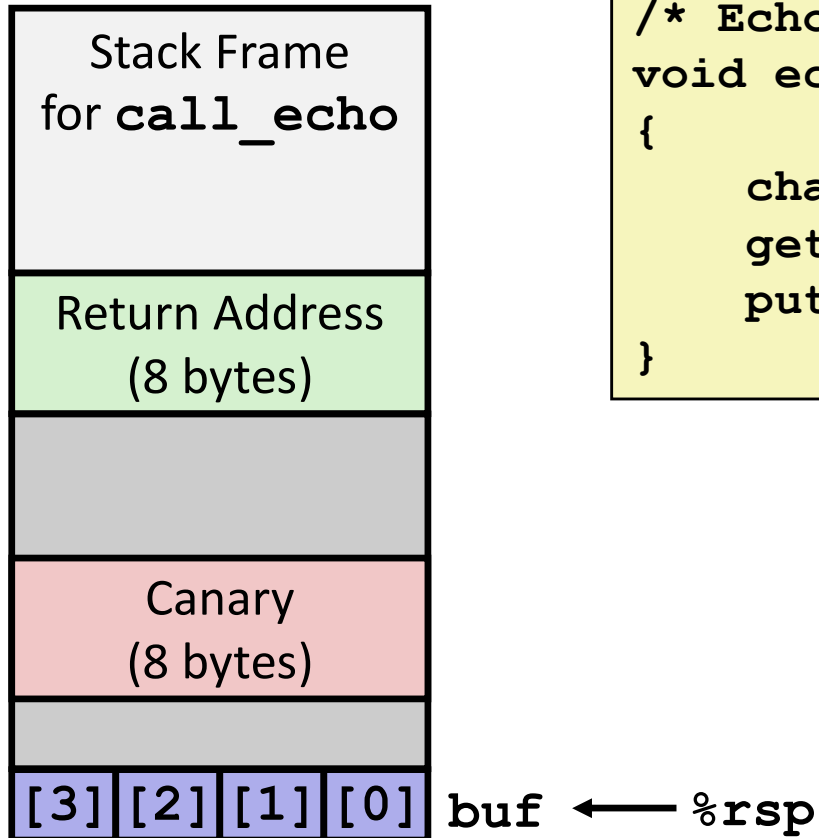 Stack Frame
for call_echo
Return Address
(8 bytes)
Canary
(8 bytes)
[3] [2] [1] [0] buf ← %rsp
/* Echo
void ec
{
cha
get
put
}